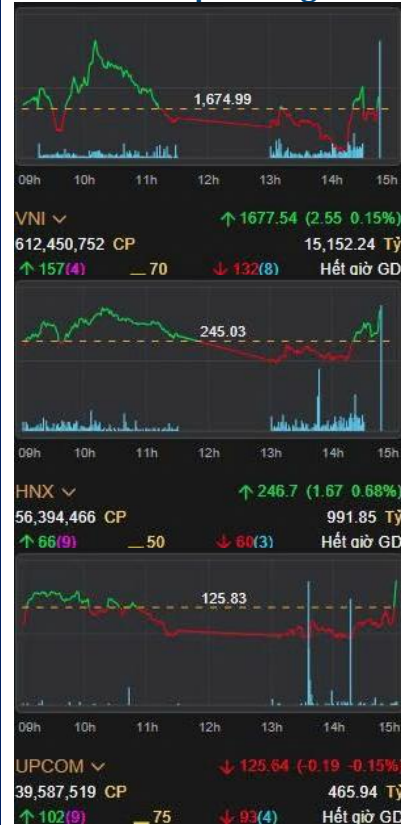 1,674.99
09h 10h 11h 12h 13h 14h 15h
VNI ↑ 1677.54 (2.55 0.15%)
612,450,752 CP 15,152.24 Tỷ
↑ 157(4) 70 ↓ 132(8) Hết giờ GD
245.03
09h 10h 11h 12h 13h 14h 15h
HNX ↑ 246.7 (1.67 0.68%)
56,394,466 CP 991.85 Tỷ
↑ 66(9) 50 ↓ 60(3) Hết giờ GD
125.83
09h 10h 11h 12h 13h 14h 15h
UPCOM ↓ 125.64 (-0.19 -0.15%)
39,587,519 CP 465.94 Tỷ
↑ 102(9) 75 ↓ 93(4) Hết giờ GD